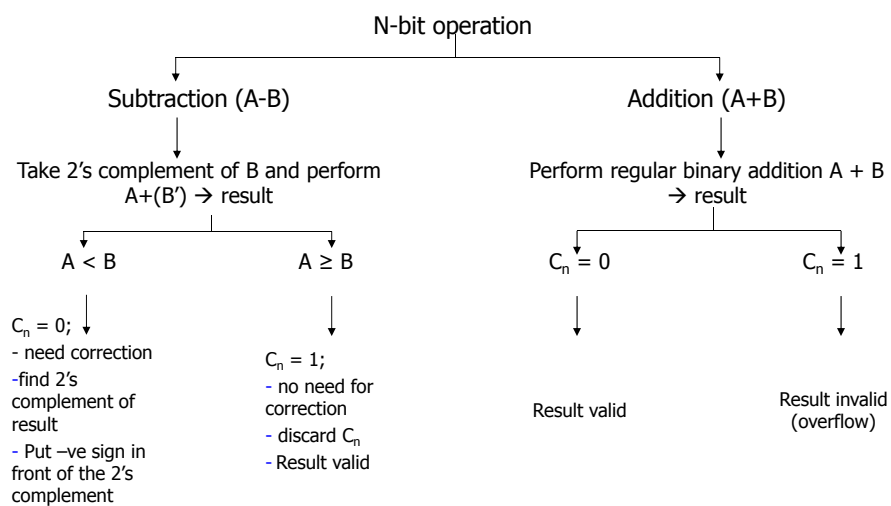 N-bit operation
Subtraction (A-B)
Addition (A+B)
Take 2's complement of B and perform
A+(B') → result
Perform regular binary addition A + B
→ result
A < B
A ≥ B
Cn = 0
Cn = 1
Cn = 0;
- need correction
-find 2's
complement of
result
- Put –ve sign in
front of the 2's
complement
Cn = 1;
- no need for
correction
- discard Cn
- Result valid
Result valid
Result invalid
(overflow)